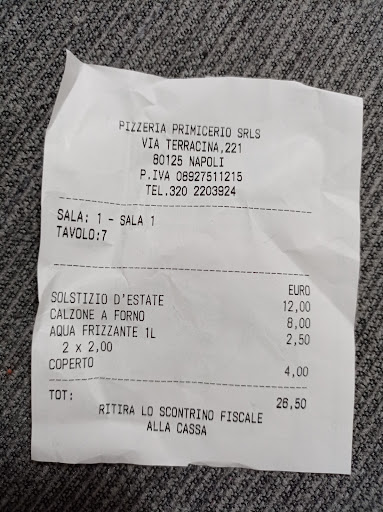 PIZZERIA PRIMICERIO SRLS
VIA TERRACINA,221
80125 NAPOLI
P.IVA 08927511215
TEL.320 2203924
SALA: 1 - SALA 1
TAVOLO:7
EURO
SOLSTIZIO D'ESTATE 12,00
CALZONE A FORNO 8,00
AQUA FRIZZANTE 1L 2,50
2 x 2,00
COPERTO 4,00
TOT: 26,50
RITIRA LO SCONTRINO FISCALE
ALLA CASSA